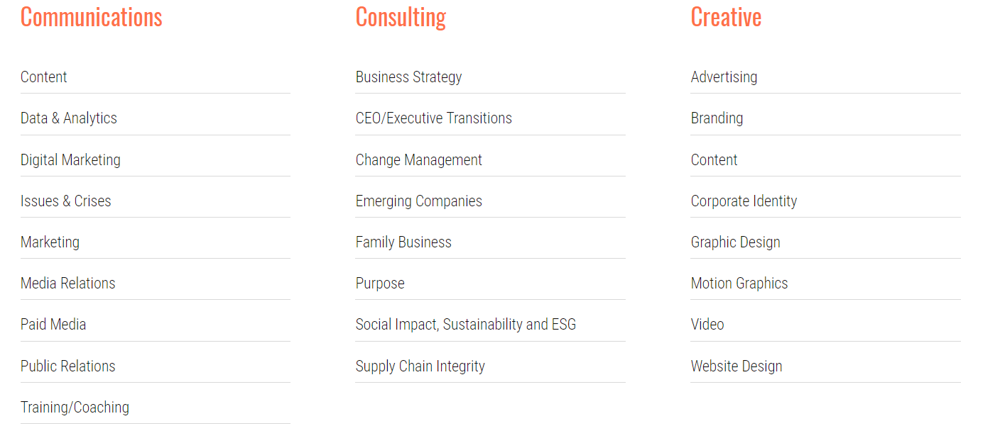 Communications
Content
Data & Analytics
Digital Marketing
Issues & Crises
Marketing
Media Relations
Paid Media
Public Relations
Training/Coaching
Consulting
Business Strategy
CEO/Executive Transitions
Change Management
Emerging Companies
Family Business
Purpose
Social Impact, Sustainability and ESG
Supply Chain Integrity
Creative
Advertising
Branding
Content
Corporate Identity
Graphic Design
Motion Graphics
Video
Website Design